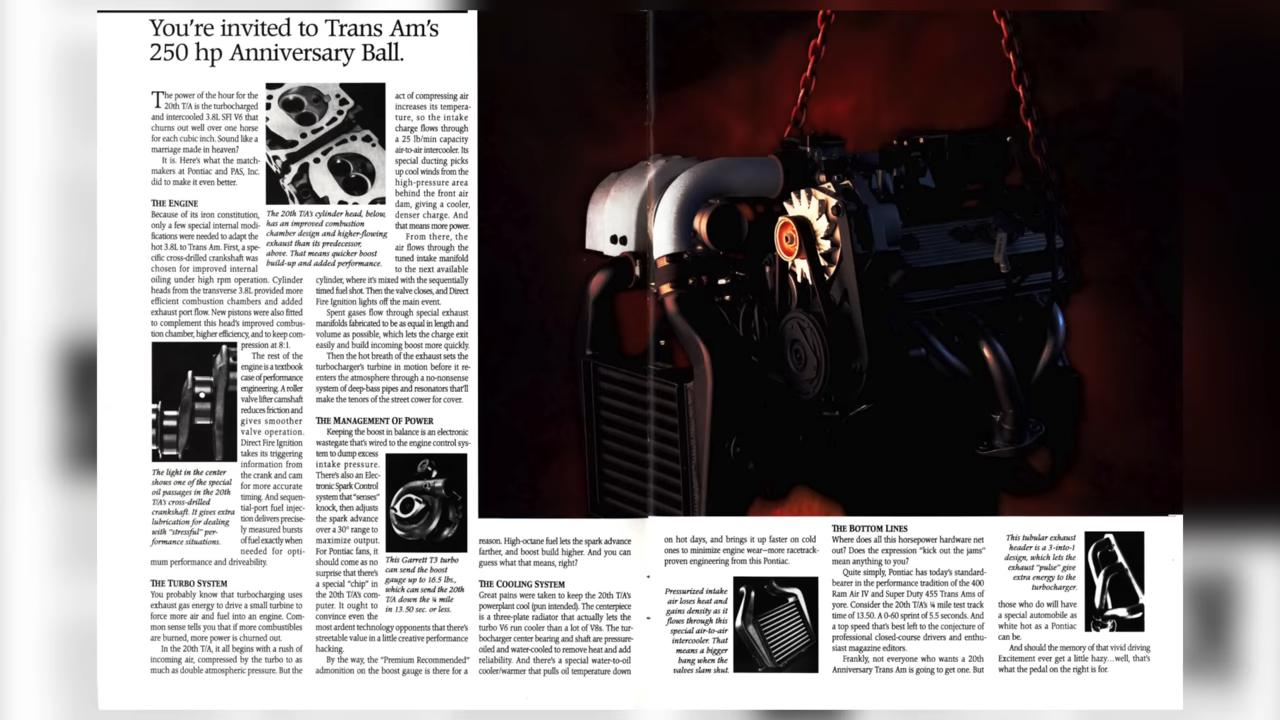 You're invited to Trans Am's
250 hp Anniversary Ball.
The power of the hour for the
20th T/A is the turbocharged
and intercooled 3.8L SFI V6 that
churns out well over one horse
for each cubic inch. Sound like a
marriage made in heaven?
It is. Here's what the match-
makers at Pontiac and PAS, Inc.
did to make it even better.
THE ENGINE
Because of its iron constitution,
only a few special internal modi-
fications were needed to adapt the
hot 3.8L to Trans Am. First, a spe-
cific cross-drilled crankshaft was
chosen for improved internal
oiling under high rpm operation. Cylinder
heads from the transverse 3.8L provided more
efficient combustion chambers and added
exhaust port flow. New pistons were also fitted
to complement this head's improved combus-
tion chamber, higher efficiency, and to keep com-
pression at 8:1.
The rest of the
engine is a textbook
case of performance
engineering. A roller
valve lifter camshaft
reduces friction and
gives smoother
valve operation.
Direct Fire Ignition
takes its triggering
information from
the crank and cam
for more accurate
timing. And sequen-
tial-port fuel injec-
tion delivers precise-
ly measured bursts
of fuel exactly when
needed for opti-
mum performance and driveability.
The light in the center
shows one of the special
oil passages in the 20th
T/A's cross-drilled
crankshaft. It gives extra
lubrication for dealing
with "stressful" per-
formance situations.
THE TURBO SYSTEM
You probably know that turbocharging uses
exhaust gas energy to drive a small turbine to
force more air and fuel into an engine. Com-
mon sense tells you that if more combustibles
are burned, more power is churned out.
In the 20th T/A, it all begins with a rush of
incoming air, compressed by the turbo to as
much as double atmospheric pressure. But the
The 20th T/A's cylinder head, below,
has an improved combustion
chamber design and higher-flowing
exhaust than its predecessor,
above. That means quicker boost
build-up and added performance.
act of compressing air
increases its tempera-
ture, so the intake
charge flows through
a 25 lb/min capacity
air-to-air intercooler. Its
special ducting picks
up cool winds from the
high-pressure area
behind the front air
dam, giving a cooler,
denser charge. And
that means more power.
From there, the
air flows through the
tuned intake manifold
to the next available
cylinder, where it's mixed with the sequentially
timed fuel shot. Then the valve closes, and Direct
Fire Ignition lights off the main event.
Spent gases flow through special exhaust
manifolds fabricated to be as equal in length and
volume as possible, which lets the charge exit
easily and build incoming boost more quickly.
Then the hot breath of the exhaust sets the
turbocharger's turbine in motion before it re-
enters the atmosphere through a no-nonsense
system of deep-bass pipes and resonators that'll
make the tenors of the street cower for cover.
THE MANAGEMENT OF POWER
Keeping the boost in balance is an electronic
wastegate that's wired to the engine control sys-
tem to dump excess
intake pressure.
There's also an Elec-
tronic Spark Control
system that "senses"
knock, then adjusts
the spark advance
over a 30° range to
maximize output.
For Pontiac fans, it
should come as no
surprise that there's
a special "chip" in
the 20th T/A's com-
puter. It ought to
convince even the
most ardent technology opponents that there's
streetable value in a little creative performance
hacking.
By the way, the "Premium Recommended"
admonition on the boost gauge is there for a
This Garrett T3 turbo
can send the boost
gauge up to 16.5 lbs.,
which can send the 20th
T/A down the ¼ mile
in 13.50 sec. or less.
reason. High-octane fuel lets the spark advance
farther, and boost build higher. And you can
guess what that means, right?
THE COOLING SYSTEM
Great pains were taken to keep the 20th T/A's
powerplant cool (pun intended). The centerpiece
is a three-plate radiator that actually lets the
turbo V6 run cooler than a lot of V8s. The tur-
bocharger center bearing and shaft are pressure-
oiled and water-cooled to remove heat and add
reliability. And there's a special water-to-oil
cooler/warmer that pulls oil temperature down
on hot days, and brings it up faster on cold
ones to minimize engine wear—more racetrack-
proven engineering from this Pontiac.
Pressurized intake
air loses heat and
gains density as it
flows through this
special air-to-air
intercooler. That
means a bigger
bang when the
valves slam shut.
THE BOTTOM LINES
Where does all this horsepower hardware net
out? Does the expression "kick out the jams"
mean anything to you?
Quite simply, Pontiac has today's standard-
bearer in the performance tradition of the 400
Ram Air IV and Super Duty 455 Trans Ams of
yore. Consider the 20th T/A's ¼ mile test track
time of 13.50. A 0-60 sprint of 5.5 seconds. And
a top speed that's best left to the conjecture of
professional closed-course drivers and enthu-
siast magazine editors.
Frankly, not everyone who wants a 20th
Anniversary Trans Am is going to get one. But
This tubular exhaust
header is a 3-into-1
design, which lets the
exhaust "pulse" give
extra energy to the
turbocharger.
those who do will have
a special automobile as
white hot as a Pontiac
can be.
And should the memory of that vivid driving
Excitement ever get a little hazy...well, that's
what the pedal on the right is for.